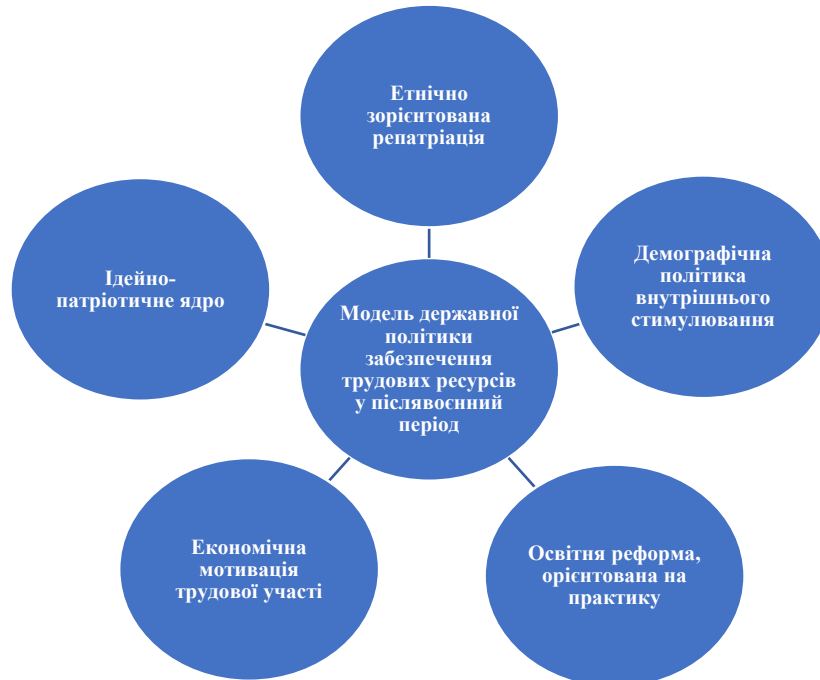 Етнічно
зорієнтована
репатріація
Ідейно-
патріотичне ядро
Демографічна
політика
внутрішнього
стимулювання
Модель державної
політики
забезпечення
трудових ресурсів
у післявоєнний
період
Економічна
мотивація
трудової участі
Освітня реформа,
орієнтована на
практику